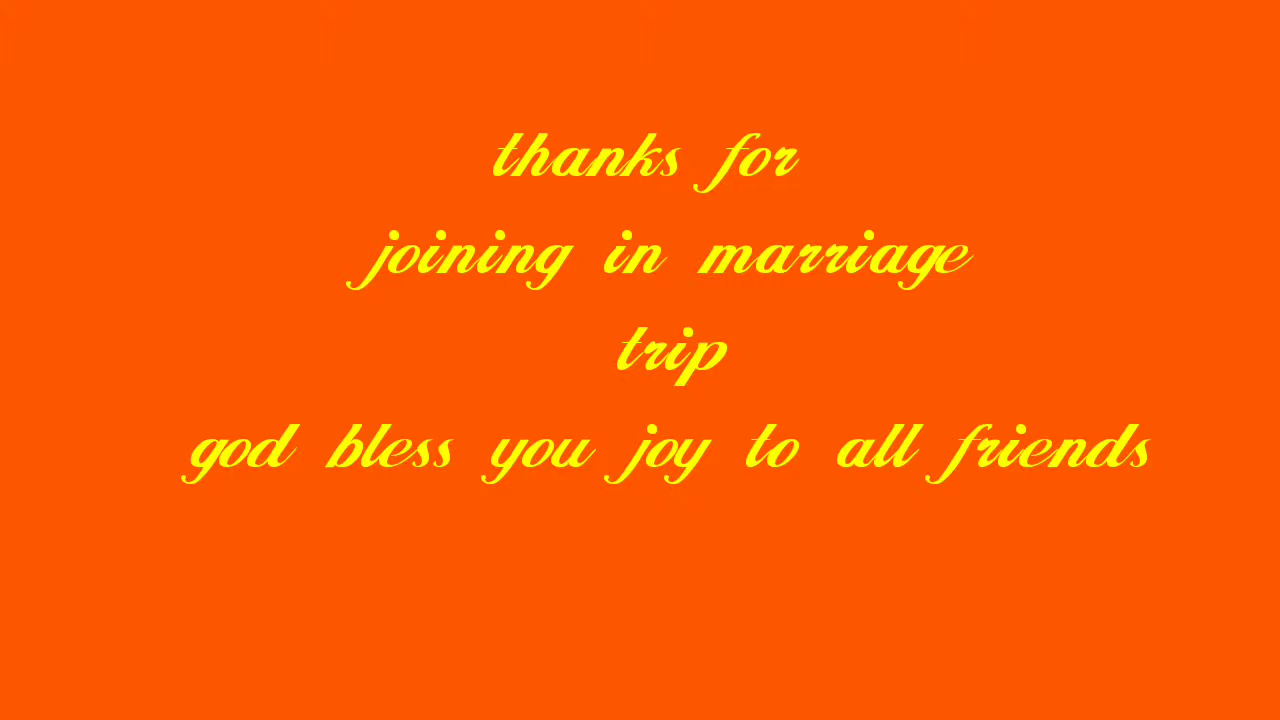 thanks for
joining in marriage
trip
god bless you joy to all friends